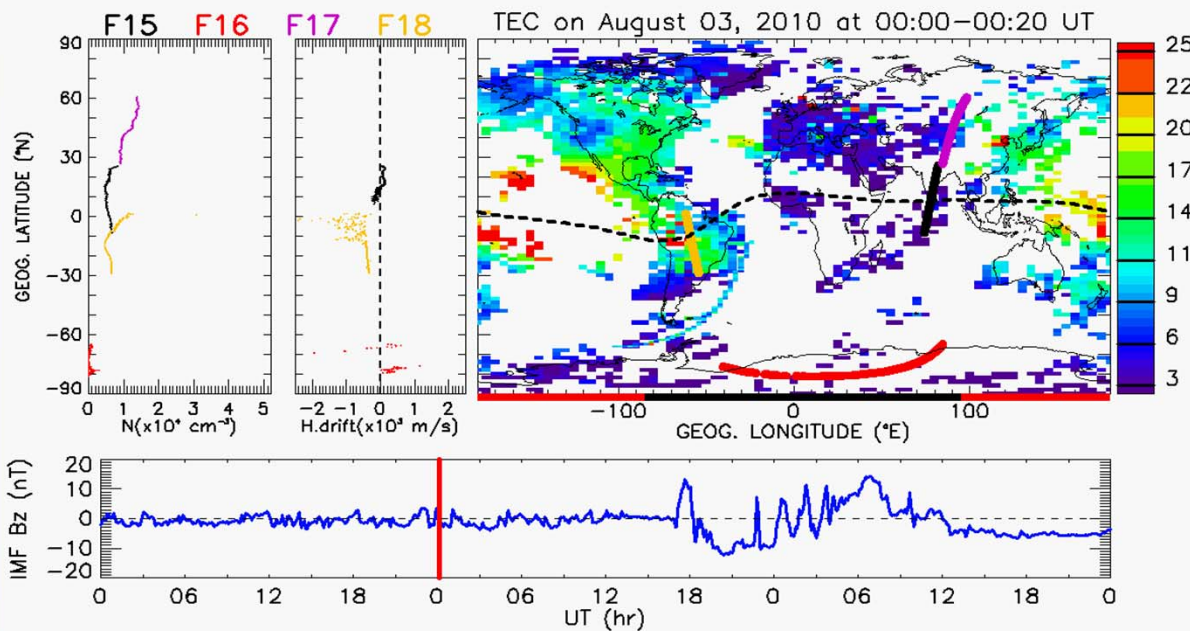 F15 F16 F17 F18 TEC on August 03, 2010 at 00:00-00:20 UT
90
60
30
0
-30
-60
-90
GEOG. LATITUDE (°N)
0 1 2 3 4 5
N(x10⁴ cm⁻³)
-2 -1 0 1 2
H.drift(x10³ m/s)
-100 0 100
GEOG. LONGITUDE (°E)
25
22
20
17
14
11
9
6
3
20
10
0
-10
-20
IMF Bz (nT)
0 06 12 18 0 06 12 18 0 06 12 18 0
UT (hr)